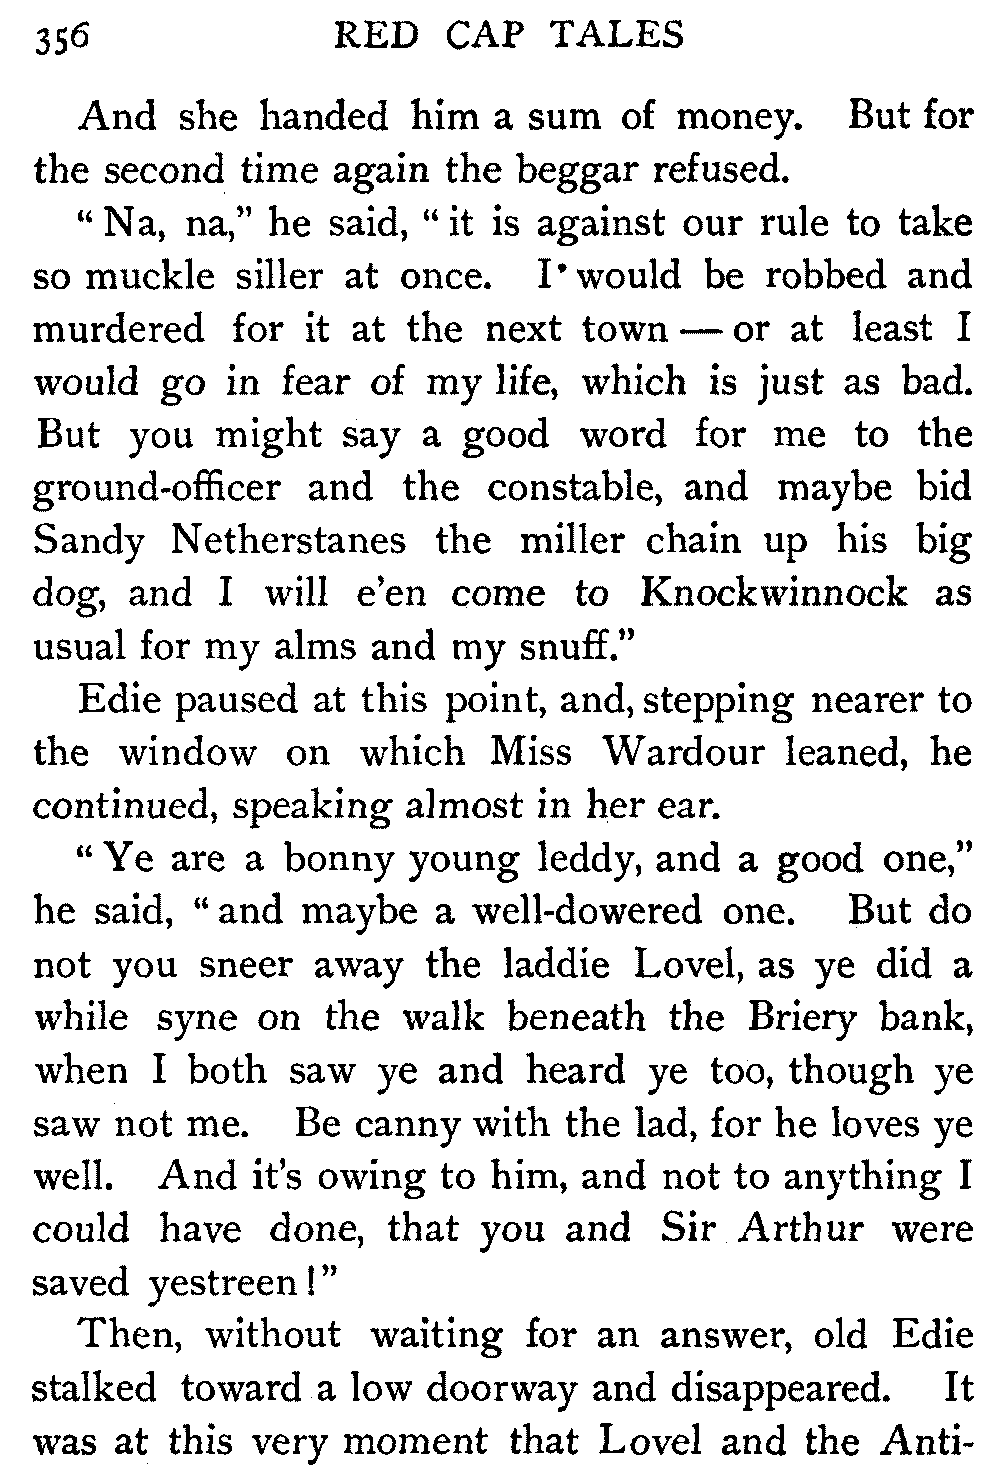 356 RED CAP TALES
And she handed him a sum of money. But for
the second time again the beggar refused.
“Na, na,” he said, “it is against our rule to take
so muckle siller at once. I would be robbed and
murdered for it at the next town — or at least I
would go in fear of my life, which is just as bad.
But you might say a good word for me to the
ground-officer and the constable, and maybe bid
Sandy Netherstanes the miller chain up his big
dog, and I will e’en come to Knockwinnock as
usual for my alms and my snuff.”
Edie paused at this point, and, stepping nearer to
the window on which Miss Wardour leaned, he
continued, speaking almost in her ear.
“Ye are a bonny young leddy, and a good one,”
he said, “and maybe a well-dowered one. But do
not you sneer away the laddie Lovel, as ye did a
while syne on the walk beneath the Briery bank,
when I both saw ye and heard ye too, though ye
saw not me. Be canny with the lad, for he loves ye
well. And it’s owing to him, and not to anything I
could have done, that you and Sir Arthur were
saved yestreen!”
Then, without waiting for an answer, old Edie
stalked toward a low doorway and disappeared. It
was at this very moment that Lovel and the Anti-